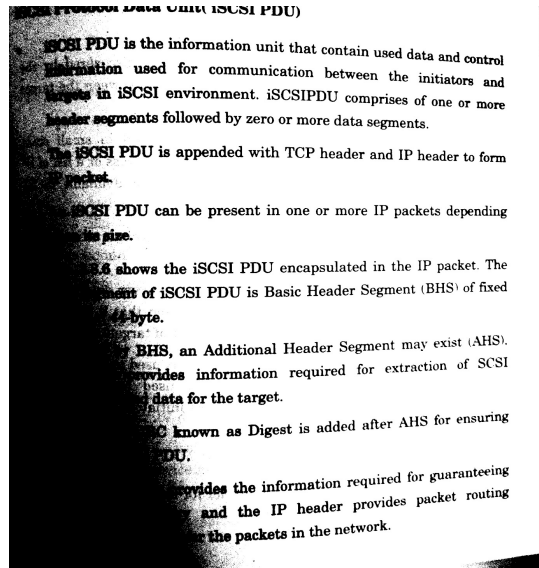 iSCSI Protocol Data Unit( iSCSI PDU)
iSCSI PDU is the information unit that contain used data and control
information used for communication between the initiators and
targets in iSCSI environment. iSCSIPDU comprises of one or more
header segments followed by zero or more data segments.
The iSCSI PDU is appended with TCP header and IP header to form
IP packet.
iSCSI PDU can be present in one or more IP packets depending
its size.
.6 shows the iSCSI PDU encapsulated in the IP packet. The
of iSCSI PDU is Basic Header Segment (BHS) of fixed
byte.
BHS, an Additional Header Segment may exist (AHS).
provides information required for extraction of SCSI
data for the target.
known as Digest is added after AHS for ensuring
PDU.
provides the information required for guaranteeing
and the IP header provides packet routing
the packets in the network.